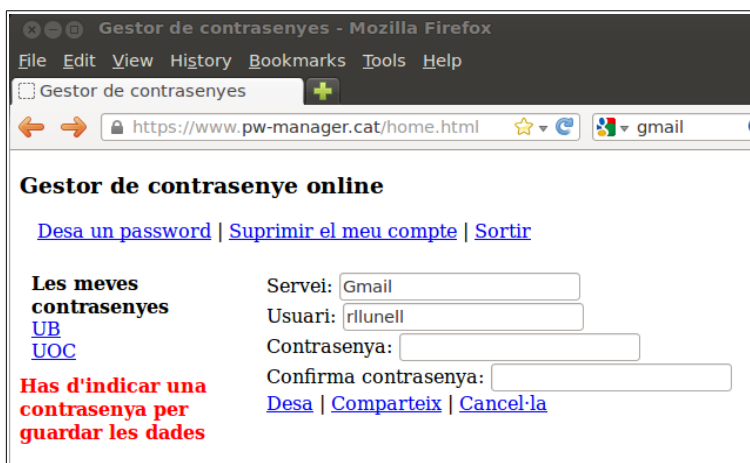 Gestor de contrasenyes - Mozilla Firefox
File Edit View History Bookmarks Tools Help
Gestor de contrasenyes
https://www.pw-manager.cat/home.html gmail
Gestor de contrasenye online
Desa un password | Suprimir el meu compte | Sortir
Les meves
contrasenyes
UB
UOC
Has d'indicar una
contrasenya per
guardar les dades
Servei: Gmail
Usuari: rllunell
Contrasenya:
Confirma contrasenya:
Desa | Comparteix | Cancel·la